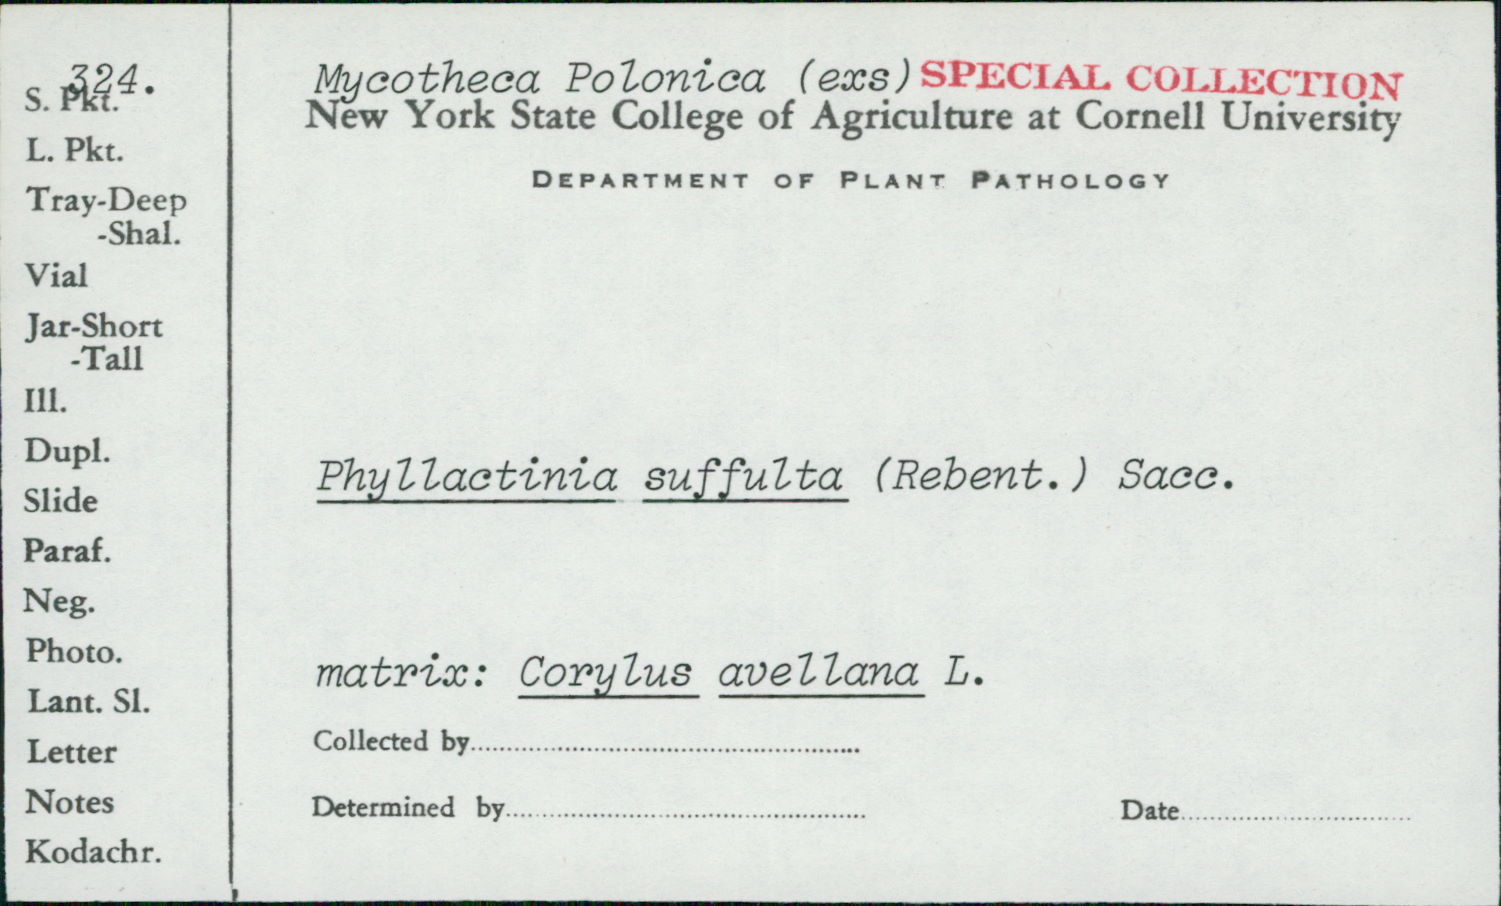 324.
S. Pkt.
L. Pkt.
Tray-Deep
-Shal.
Vial
Jar-Short
-Tall
Ill.
Dupl.
Slide
Paraf.
Neg.
Photo.
Lant. Sl.
Letter
Notes
Kodachr.
Mycotheca Polonica (exs) SPECIAL COLLECTION
New York State College of Agriculture at Cornell University
DEPARTMENT OF PLANT PATHOLOGY
Phyllactinia suffulta (Rebent.) Sacc.
matrix: Corylus avellana L.
Collected by
Determined by
Date